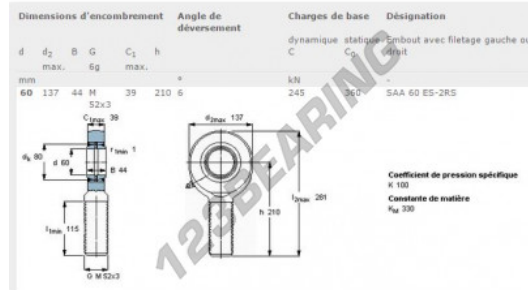 Dimensions d'encombrement Angle de déversement Charges de base Désignation
dynamique statique Embout avec filetage gauche ou droit
d d2 B G C1 h C C0
max. 6g max.
mm ° kN -
60 137 44 M 52x3 39 210 6 245 360 SAA 60 ES-2RS
C1max 39
d2max 137
r1min 1
dk 80
d 60
B 44
l1min 115
G M 52x3
h 210
l2max 281
Coefficient de pression spécifique
K 100
Constante de matière
KM 330
123BEARING